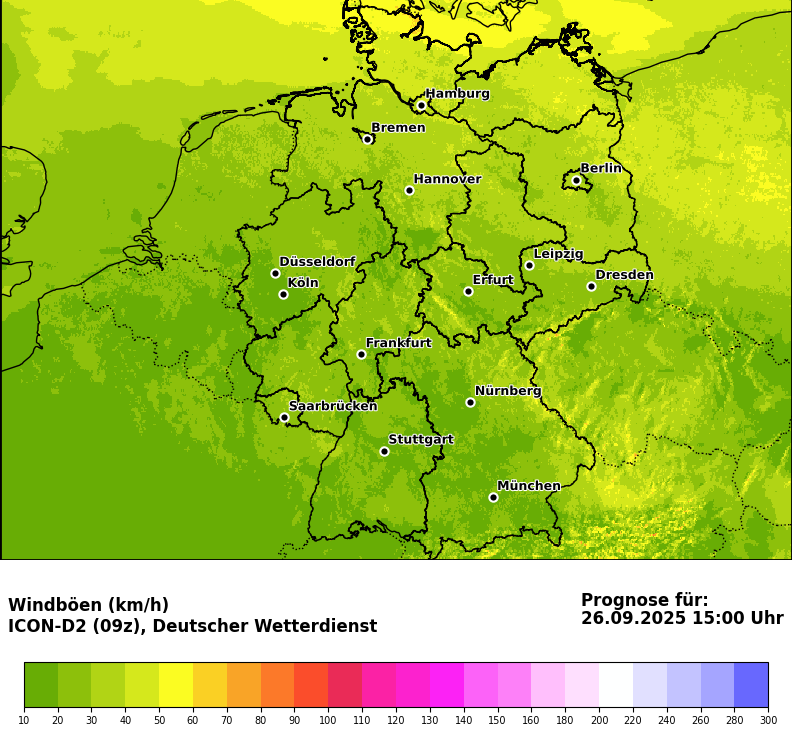 Hamburg
Bremen
Berlin
Hannover
Leipzig
Düsseldorf
Dresden
Köln
Erfurt
Frankfurt
Nürnberg
Saarbrücken
Stuttgart
München
Windböen (km/h)
ICON-D2 (09z), Deutscher Wetterdienst
Prognose für:
26.09.2025 15:00 Uhr
10 20 30 40 50 60 70 80 90 100 110 120 130 140 150 160 180 200 220 240 260 280 300